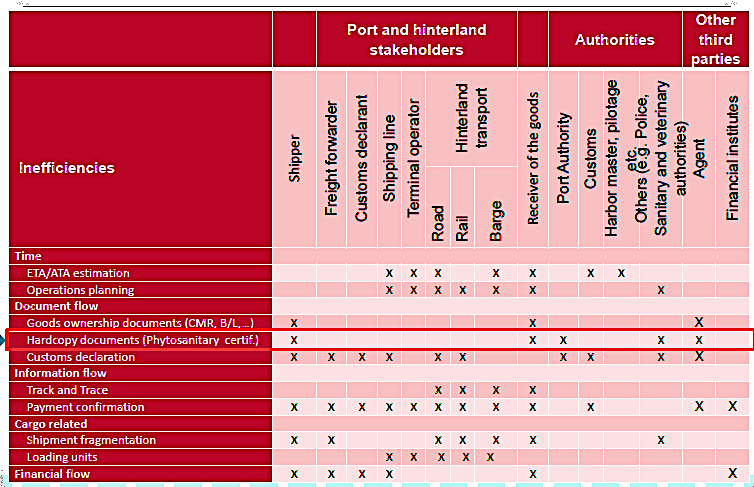 Port and hinterland
stakeholders
Authorities
Other
third
parties
Inefficiencies
Shipper
Freight forwarder
Customs declarant
Shipping line
Terminal operator
Hinterland
transport
Road
Rail
Barge
Receiver of the goods
Port Authority
Customs
Harbor master, pilotage
etc.
Others (e.g. Police,
Sanitary and veterinary
authorities)
Agent
Financial institutes
Time
ETA/ATA estimation x x x x x x x
Operations planning x x x x x x x
Document flow
Goods ownership documents (CMR, B/L, ...) x x X
Hardcopy documents (Phytosanitary certif.) x x x x x
Customs declaration x x x x x x x x x X
Information flow
Track and Trace x x x x
Payment confirmation x x x x x x x x x x X X
Cargo related
Shipment fragmentation x x x x x x x
Loading units x x x x x
Financial flow x x x x x X